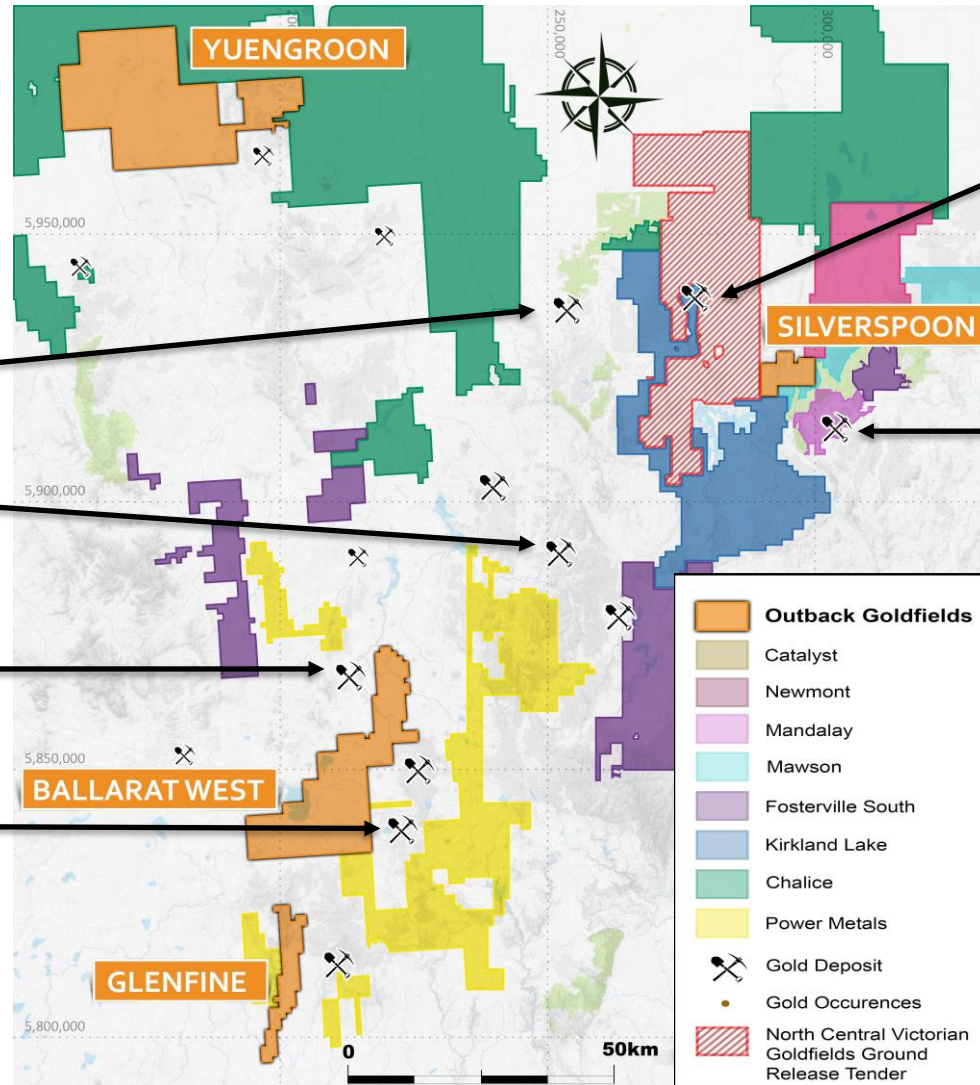 YUENGROON
200
250,000
300,000
5,950,000
SILVERSPOON
5,900,000
5,850,000
BALLARAT WEST
GLENFINE
5,800,000
0 50km
Outback Goldfields
Catalyst
Newmont
Mandalay
Mawson
Fosterville South
Kirkland Lake
Chalice
Power Metals
Gold Deposit
Gold Occurences
North Central Victorian
Goldfields Ground
Release Tender